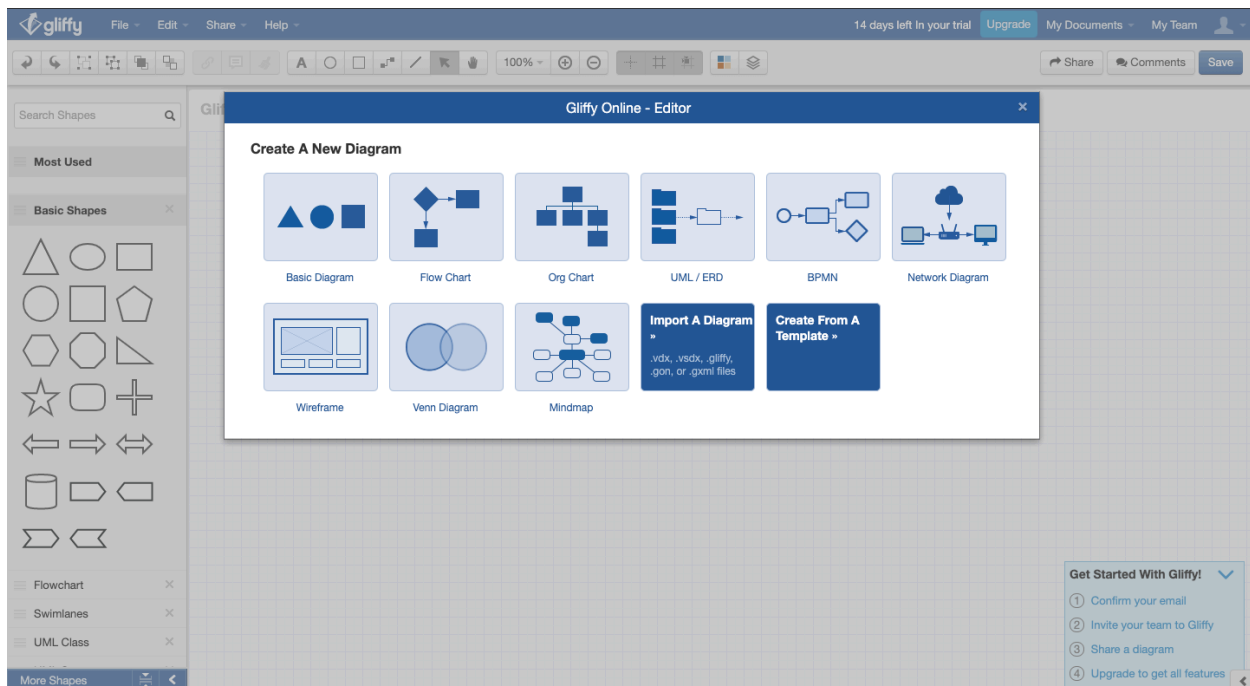 gliffy File Edit Share Help 14 days left In your trial Upgrade My Documents My Team
A 100% Share Comments Save
Search Shapes
Most Used
Basic Shapes
Flowchart
Swimlanes
UML Class
More Shapes
Gliffy Online - Editor
Create A New Diagram
Basic Diagram Flow Chart Org Chart UML / ERD BPMN Network Diagram
Import A Diagram
»
.vdx, .vsdx, .gliffy,
.gon, or .gxml files
Create From A
Template »
Wireframe Venn Diagram Mindmap
Get Started With Gliffy!
1 Confirm your email
2 Invite your team to Gliffy
3 Share a diagram
4 Upgrade to get all features